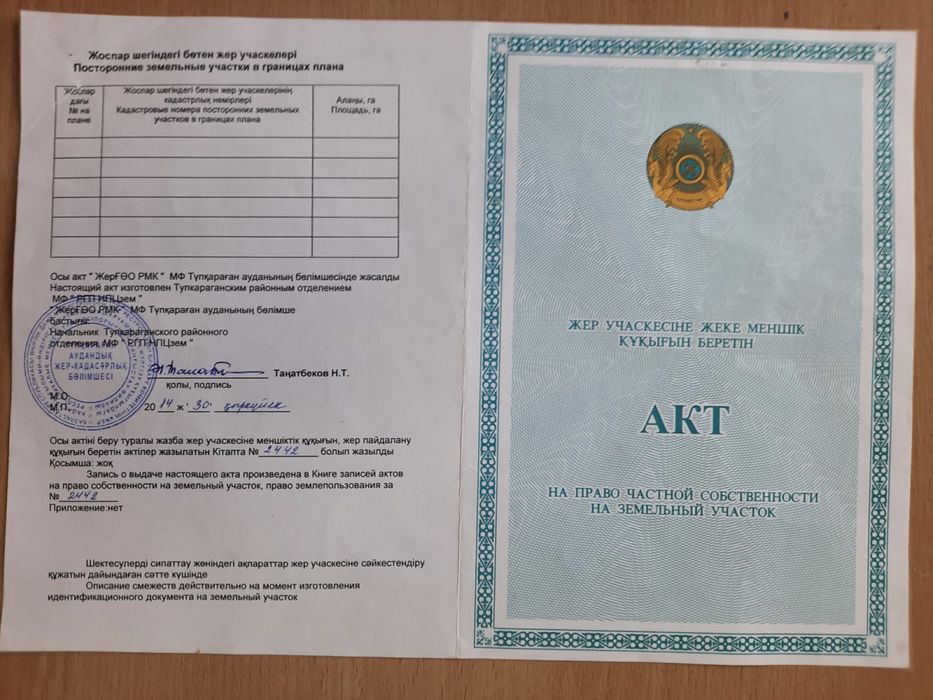 Жоспар шегіндегі бөтен жер учаскелері
Посторонние земельные участки в границах плана
Жоспар
дағы
№ на
плане
Жоспар шегіндегі бөтен жер учаскелерінің
кадастрлық нөмірлері
Кадастровые номера посторонних земельных
участков в границах плана
Алаңы, га
Площадь, га
Осы акт " ЖерҒӨО РМК " МФ Түпқараған ауданының бөлімшесінде жасалды
Настоящий акт изготовлен Тупкараганским районным отделением
МФ " РГП НПЦзем "
" ЖерҒӨО РМК " МФ Түпқараған ауданының бөлімше
бастығы:
Начальник Тупкараганского районного
отделения МФ " РГП НПЦзем "
АУДАНДЫҚ
ЖЕР-КАДАСТРЛЫҚ
БӨЛІМШЕСІ
Таңатбеков Н.Т.
қолы, подпись
М.О.
М.П.
2014 ж " 30 " қыркүйек
Осы актіні беру туралы жазба жер учаскесіне меншіктік құқығын, жер пайдалану
құқығын беретін актілер жазылатын Кітапта № 2442 болып жазылды
Қосымша: жоқ
Запись о выдаче настоящего акта произведена в Книге записей актов
на право собственности на земельный участок, право землепользования за
№ 2442
Приложение:нет
Шектесулерді сипаттау жөніндегі ақпараттар жер учаскесіне сәйкестендіру
құжатын дайындаған сәтте күшінде
Описание смежеств действительно на момент изготовления
идентификационного документа на земельный участок
ЖЕР УЧАСКЕСІНЕ ЖЕКЕ МЕНШІК
ҚҰҚЫҒЫН БЕРЕТІН
АКТ
НА ПРАВО ЧАСТНОЙ СОБСТВЕННОСТИ
НА ЗЕМЕЛЬНЫЙ УЧАСТОК